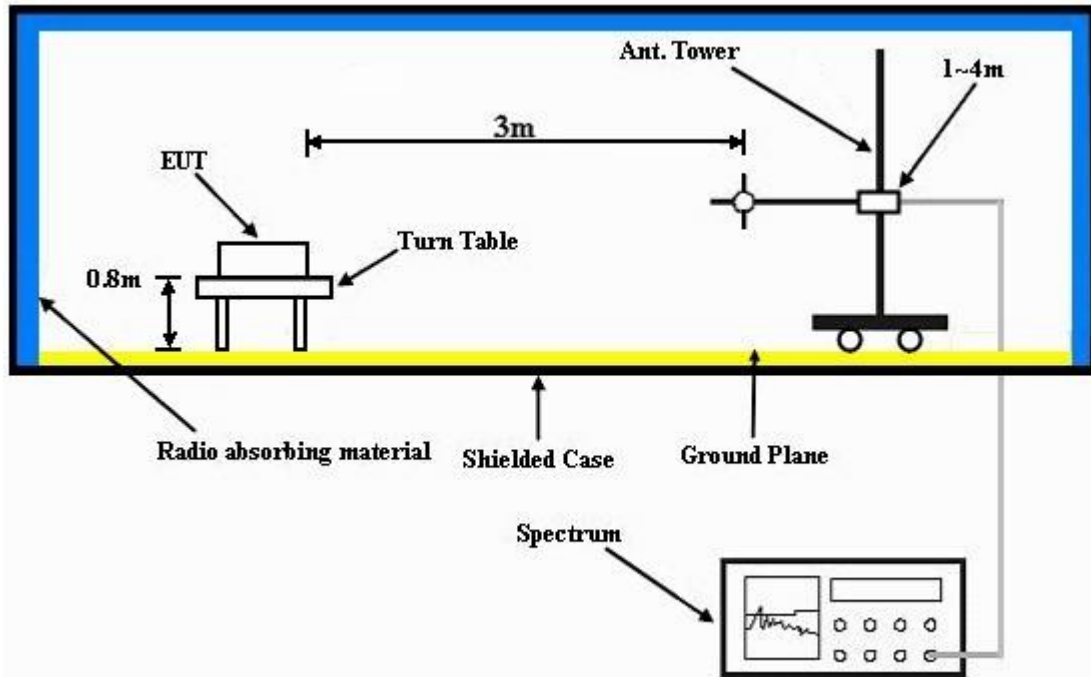 Ant. Tower
1~4m
3m
EUT
Turn Table
0.8m
Radio absorbing material
Shielded Case
Ground Plane
Spectrum